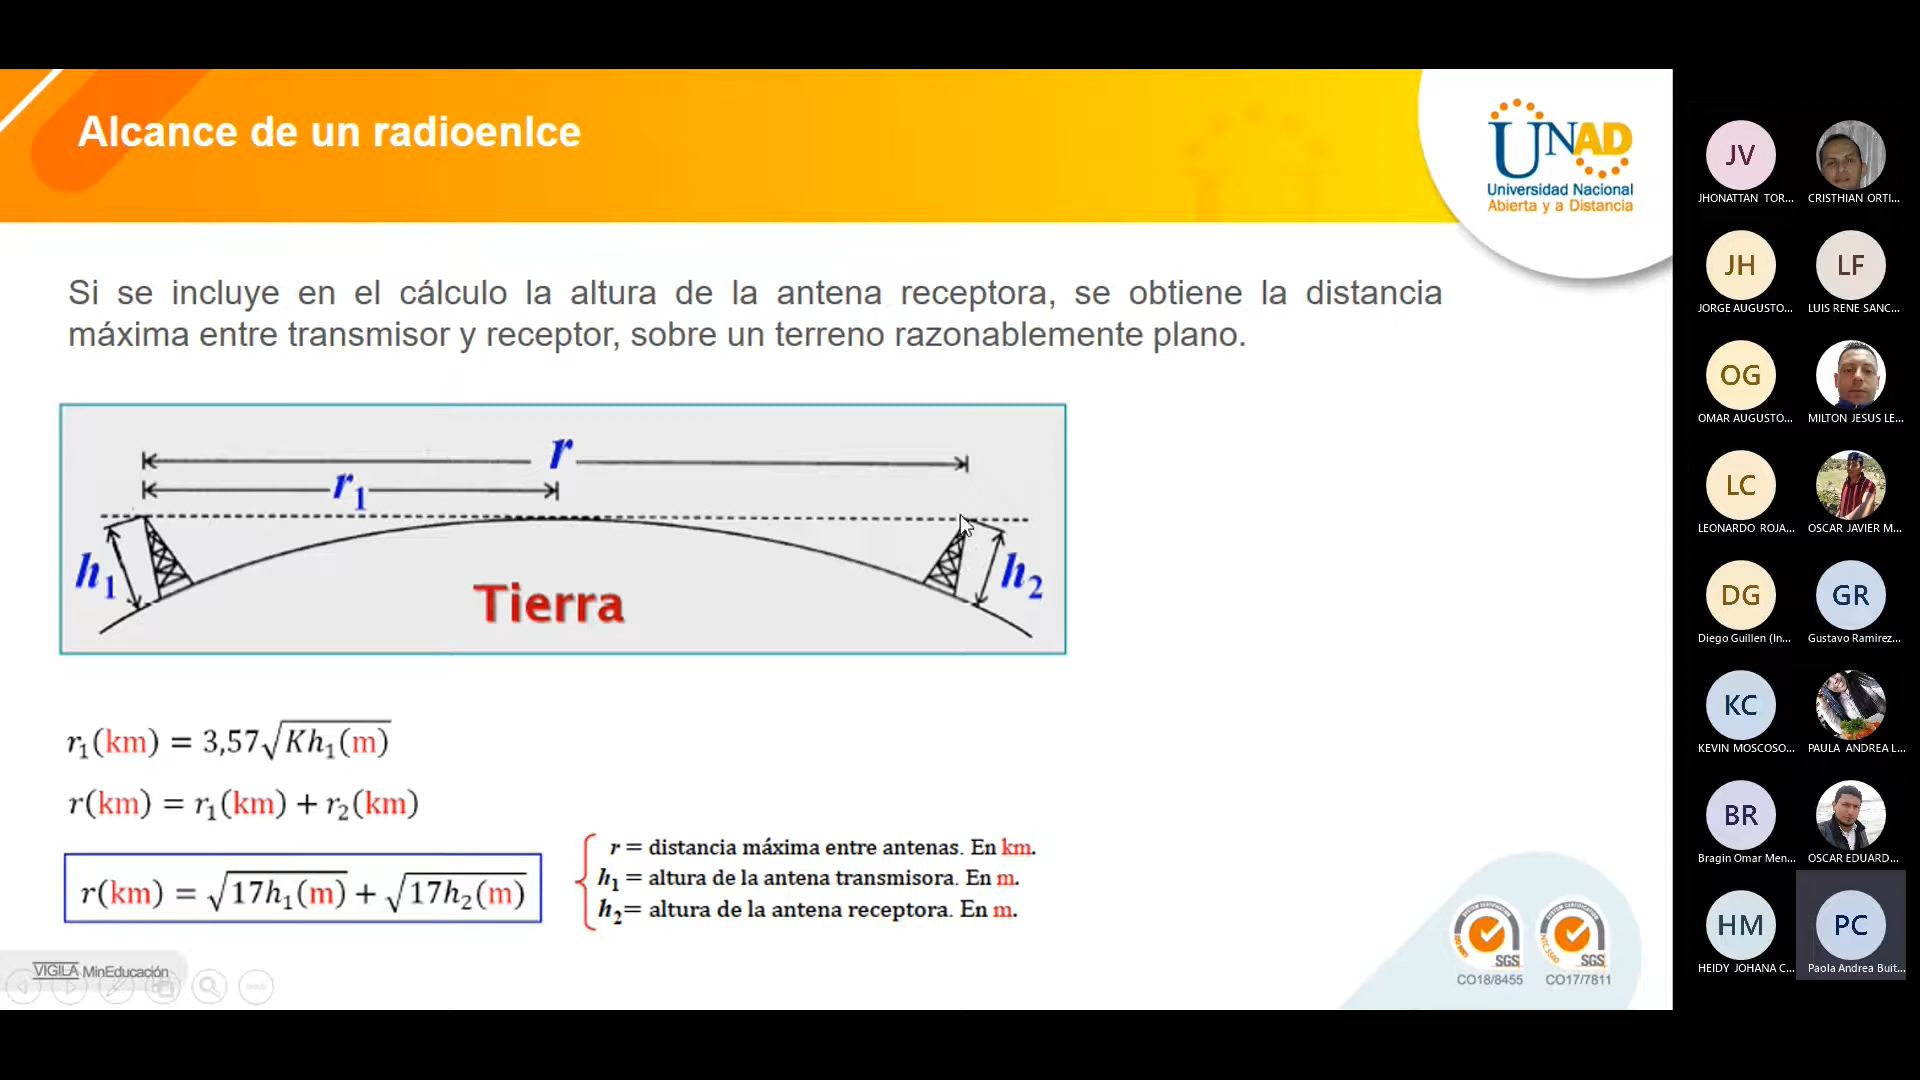 Alcance de un radioenlce
UNAD
Universidad Nacional
Abierta y a Distancia
Si se incluye en el cálculo la altura de la antena receptora, se obtiene la distancia
máxima entre transmisor y receptor, sobre un terreno razonablemente plano.
r
r₁
h₁
h₂
Tierra
r₁(km) = 3,57√Kh₁(m)
r(km) = r₁(km) + r₂(km)
r(km) = √17h₁(m) + √17h₂(m)
r = distancia máxima entre antenas. En km.
h₁ = altura de la antena transmisora. En m.
h₂= altura de la antena receptora. En m.
VIGILA MinEducación
SGS
SGS
CO18/8455
CO17/7811
JV
JHONATTAN TOR...
CRISTHIAN ORTI...
JH
LF
JORGE AUGUSTO...
LUIS RENE SANC...
OG
OMAR AUGUSTO...
MILTON JESUS LE...
LC
LEONARDO ROJA...
OSCAR JAVIER M...
DG
GR
Diego Guillen (In...
Gustavo Ramirez...
KC
KEVIN MOSCOSO...
PAULA ANDREA L...
BR
Bragin Omar Men...
OSCAR EDUARD...
HM
PC
HEIDY JOHANA C...
Paola Andrea Buit...